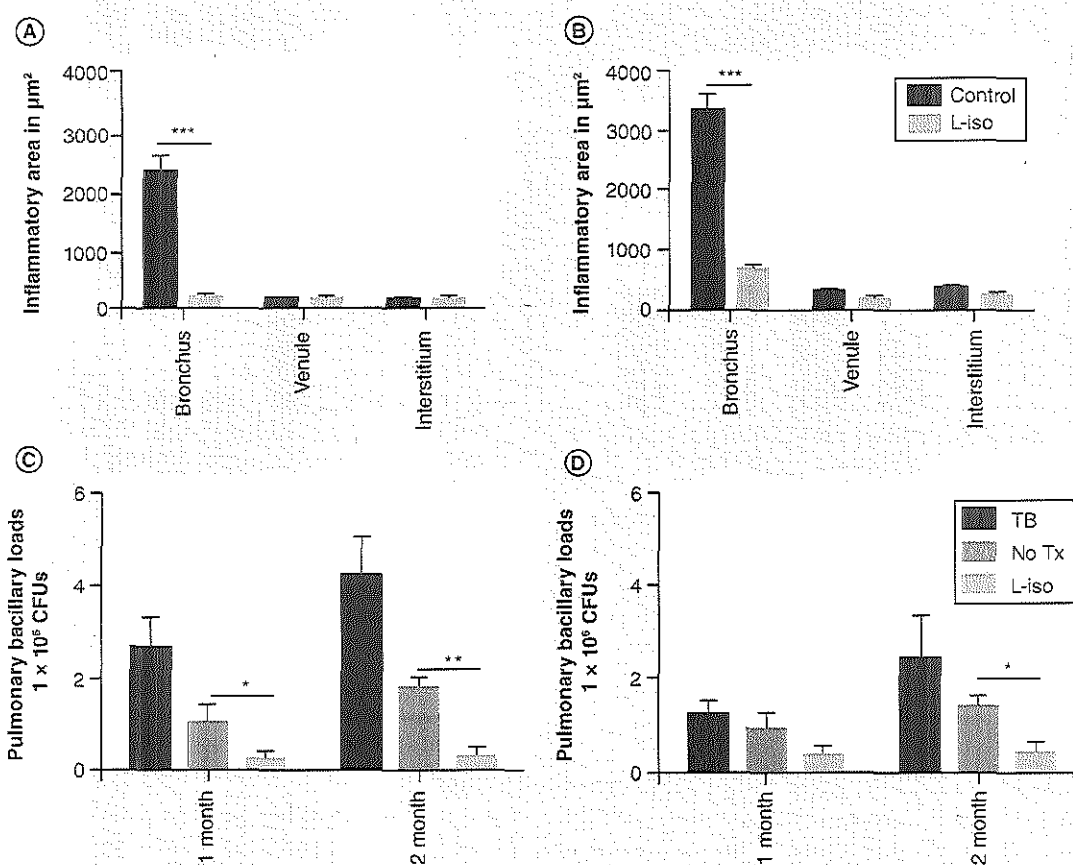 A
Inflammatory area in µm²
4000
3000
2000
1000
0
***
Bronchus
Venule
Interstitium
B
Inflammatory area in µm²
4000
3000
2000
1000
0
***
Control
L-iso
Bronchus
Venule
Interstitium
C
Pulmonary bacillary loads
1 × 10⁶ CFUs
6
4
2
0
*
**
1 month
2 month
D
Pulmonary bacillary loads
1 × 10⁶ CFUs
6
4
2
0
*
TB
No Tx
L-iso
1 month
2 month